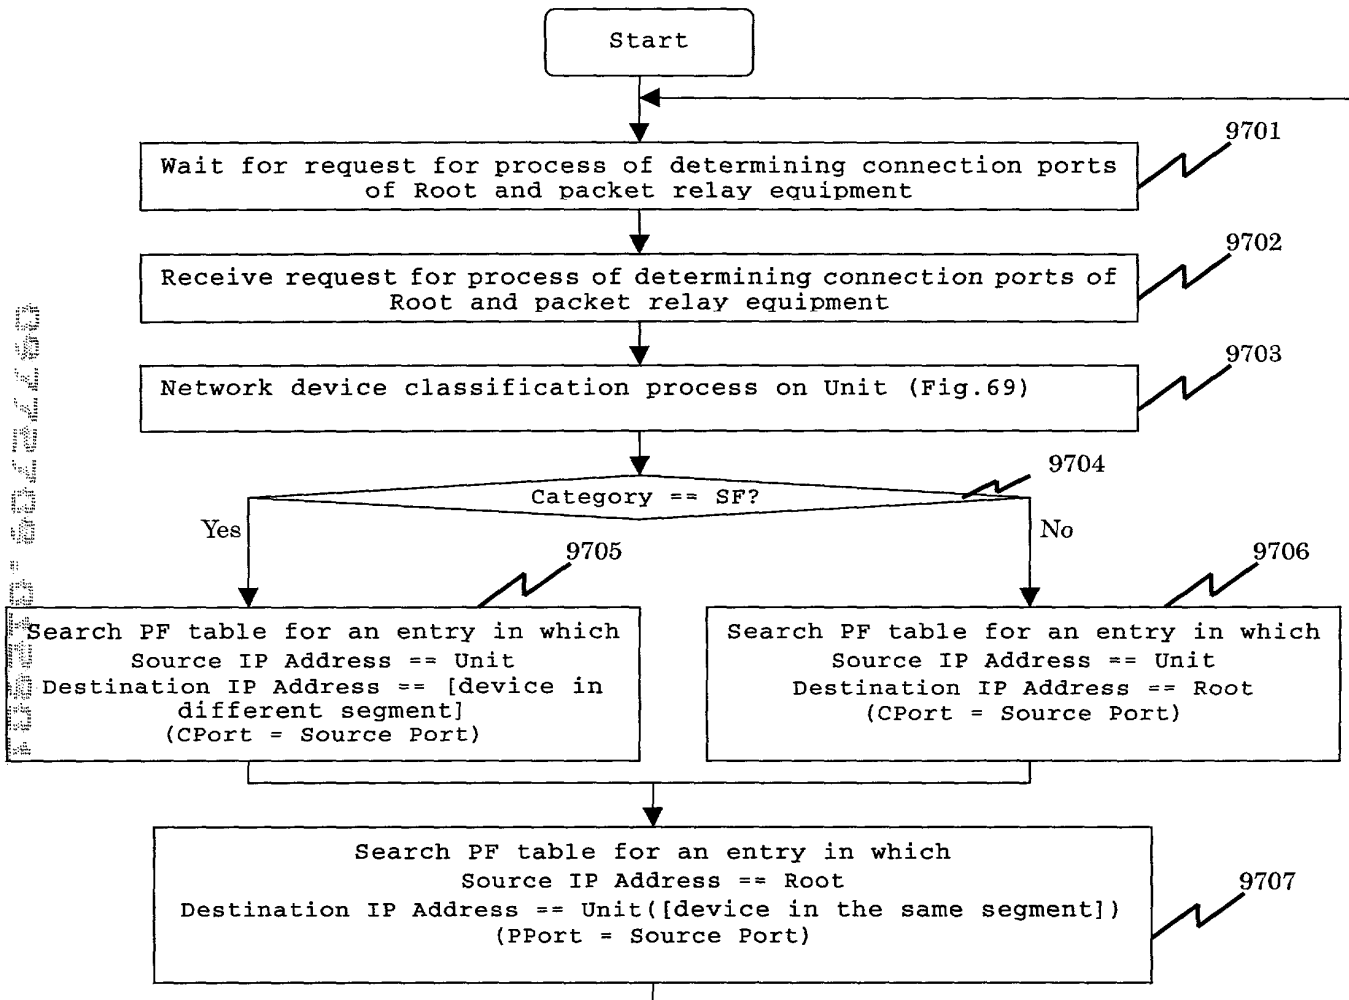 Start
9701
Wait for request for process of determining connection ports
of Root and packet relay equipment
9702
Receive request for process of determining connection ports of
Root and packet relay equipment
9703
Network device classification process on Unit (Fig.69)
9704
Category == SF?
Yes
No
9705
9706
Search PF table for an entry in which
Source IP Address == Unit
Destination IP Address == [device in
different segment]
(CPort = Source Port)
Search PF table for an entry in which
Source IP Address == Unit
Destination IP Address == Root
(CPort = Source Port)
9707
Search PF table for an entry in which
Source IP Address == Root
Destination IP Address == Unit([device in the same segment])
(PPort = Source Port)